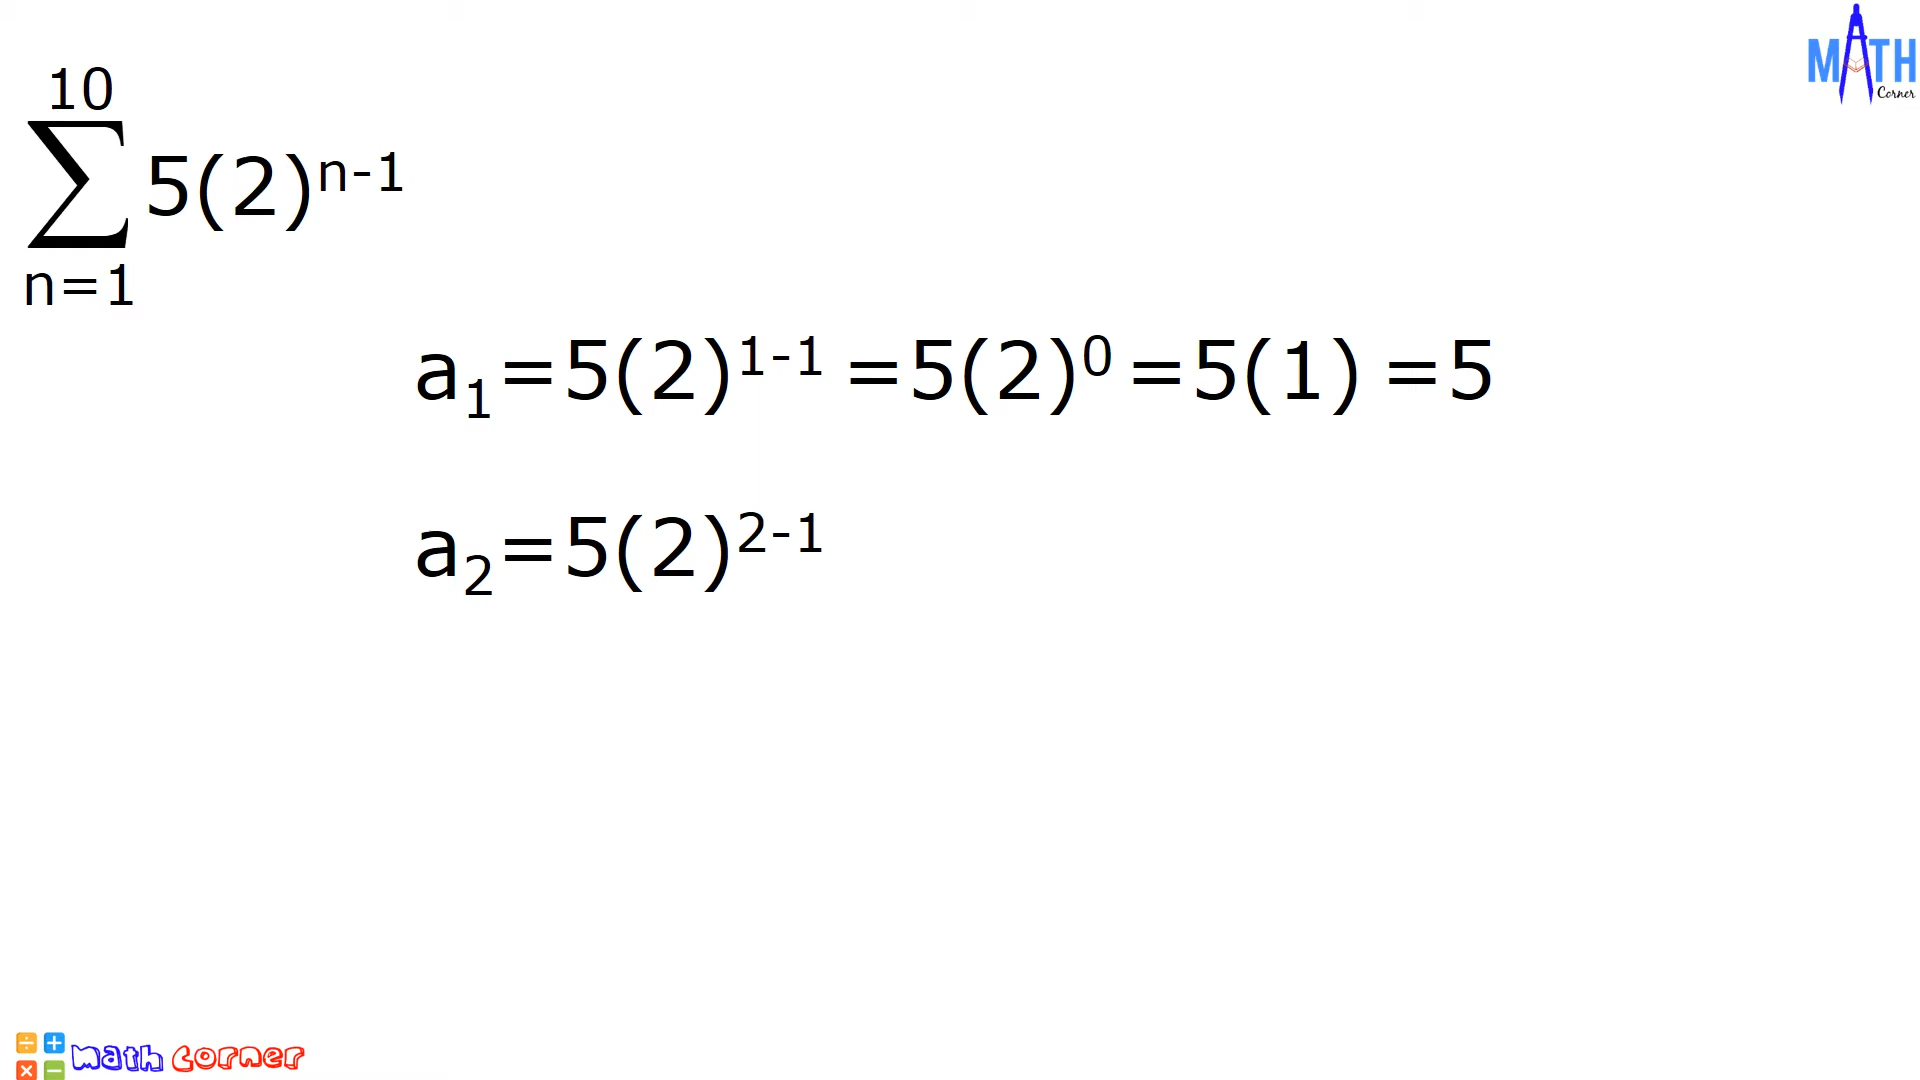 MATH
Corner
10
∑ 5(2)ⁿ⁻¹
n=1
a₁=5(2)¹⁻¹ =5(2)⁰ =5(1) =5
a₂=5(2)²⁻¹
÷ +
× −
math corner